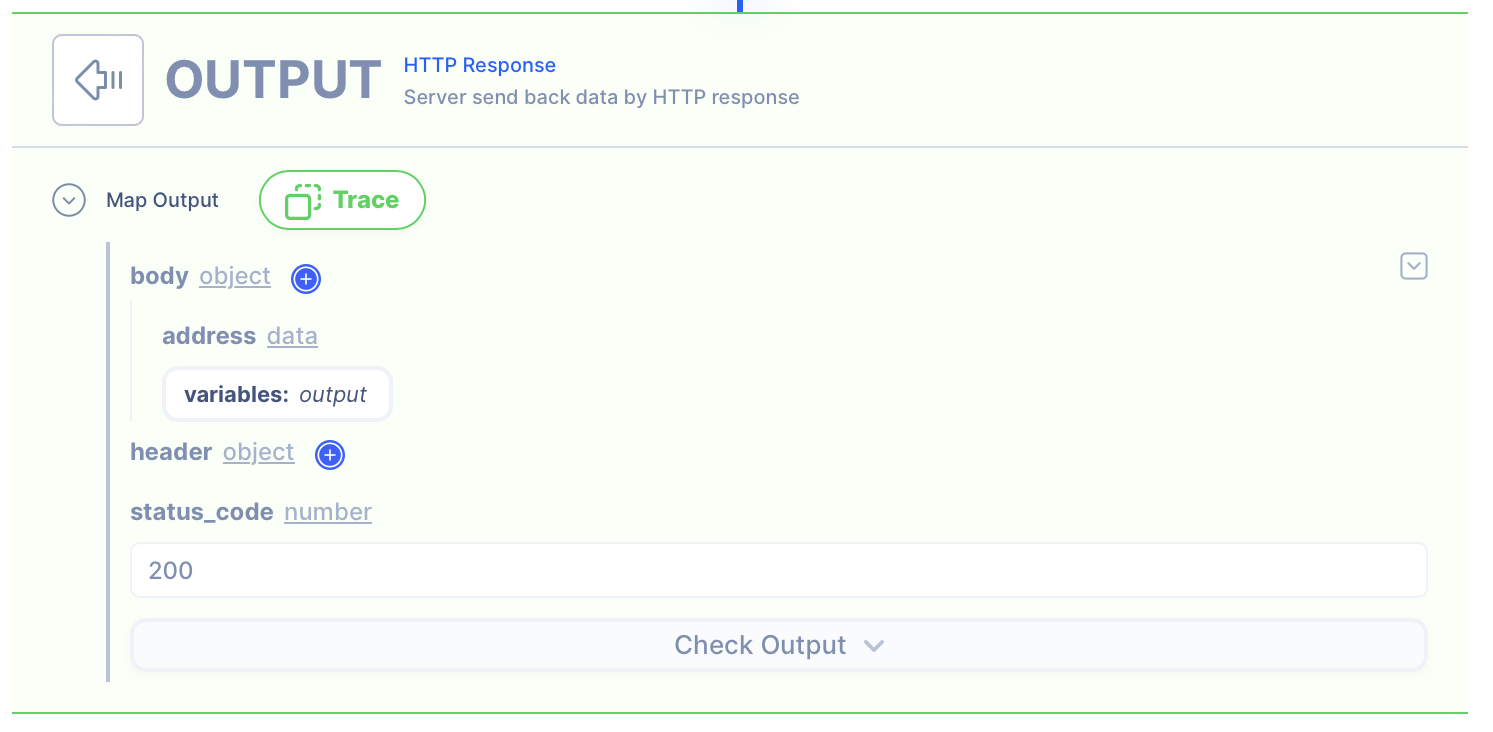 OUTPUT
HTTP Response
Server send back data by HTTP response
Map Output
Trace
body object
address data
variables: output
header object
status_code number
200
Check Output